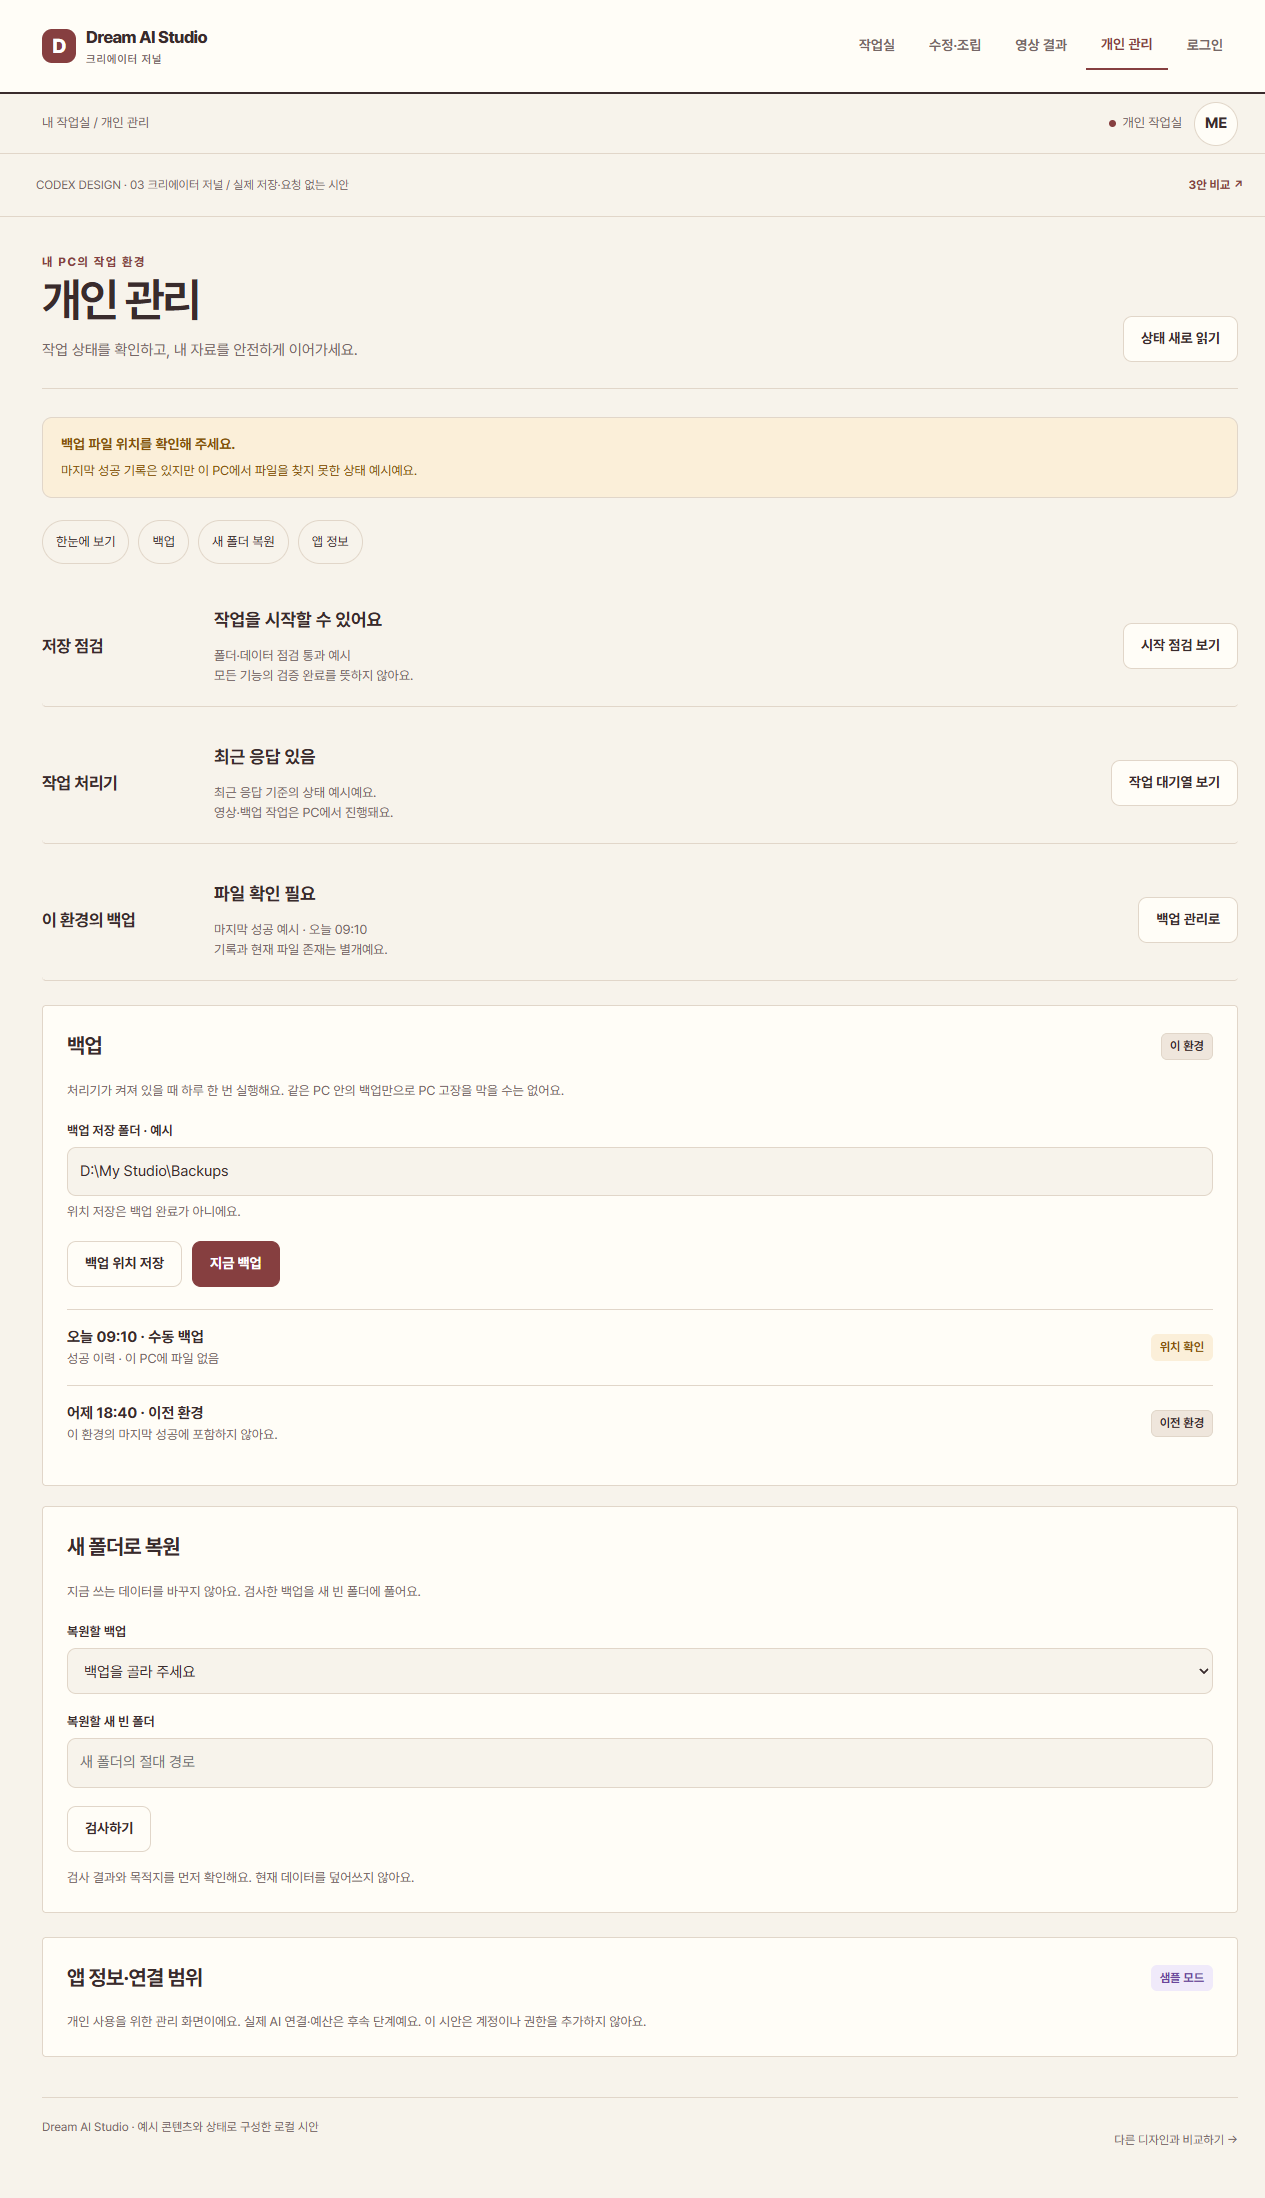 D
Dream AI Studio
크리에이터 저널
작업실
수정·조립
영상 결과
개인 관리
로그인
내 작업실 / 개인 관리
개인 작업실
ME
CODEX DESIGN · 03 크리에이터 저널 / 실제 저장·요청 없는 시안
3안 비교 ↗
내 PC의 작업 환경
개인 관리
작업 상태를 확인하고, 내 자료를 안전하게 이어가세요.
상태 새로 읽기
백업 파일 위치를 확인해 주세요.
마지막 성공 기록은 있지만 이 PC에서 파일을 찾지 못한 상태 예시예요.
한눈에 보기
백업
새 폴더 복원
앱 정보
저장 점검
작업을 시작할 수 있어요
폴더·데이터 점검 통과 예시
모든 기능의 검증 완료를 뜻하지 않아요.
시작 점검 보기
작업 처리기
최근 응답 있음
최근 응답 기준의 상태 예시예요.
영상·백업 작업은 PC에서 진행돼요.
작업 대기열 보기
이 환경의 백업
파일 확인 필요
마지막 성공 예시 · 오늘 09:10
기록과 현재 파일 존재는 별개예요.
백업 관리로
백업
이 환경
처리기가 켜져 있을 때 하루 한 번 실행해요. 같은 PC 안의 백업만으로 PC 고장을 막을 수는 없어요.
백업 저장 폴더 · 예시
D:\My Studio\Backups
위치 저장은 백업 완료가 아니에요.
백업 위치 저장
지금 백업
오늘 09:10 · 수동 백업
성공 이력 · 이 PC에 파일 없음
위치 확인
어제 18:40 · 이전 환경
이 환경의 마지막 성공에 포함하지 않아요.
이전 환경
새 폴더로 복원
지금 쓰는 데이터를 바꾸지 않아요. 검사한 백업을 새 빈 폴더에 풀어요.
복원할 백업
백업을 골라 주세요
복원할 새 빈 폴더
새 폴더의 절대 경로
검사하기
검사 결과와 목적지를 먼저 확인해요. 현재 데이터를 덮어쓰지 않아요.
앱 정보·연결 범위
샘플 모드
개인 사용을 위한 관리 화면이에요. 실제 AI 연결·예산은 후속 단계예요. 이 시안은 계정이나 권한을 추가하지 않아요.
Dream AI Studio · 예시 콘텐츠와 상태로 구성한 로컬 시안
다른 디자인과 비교하기 →